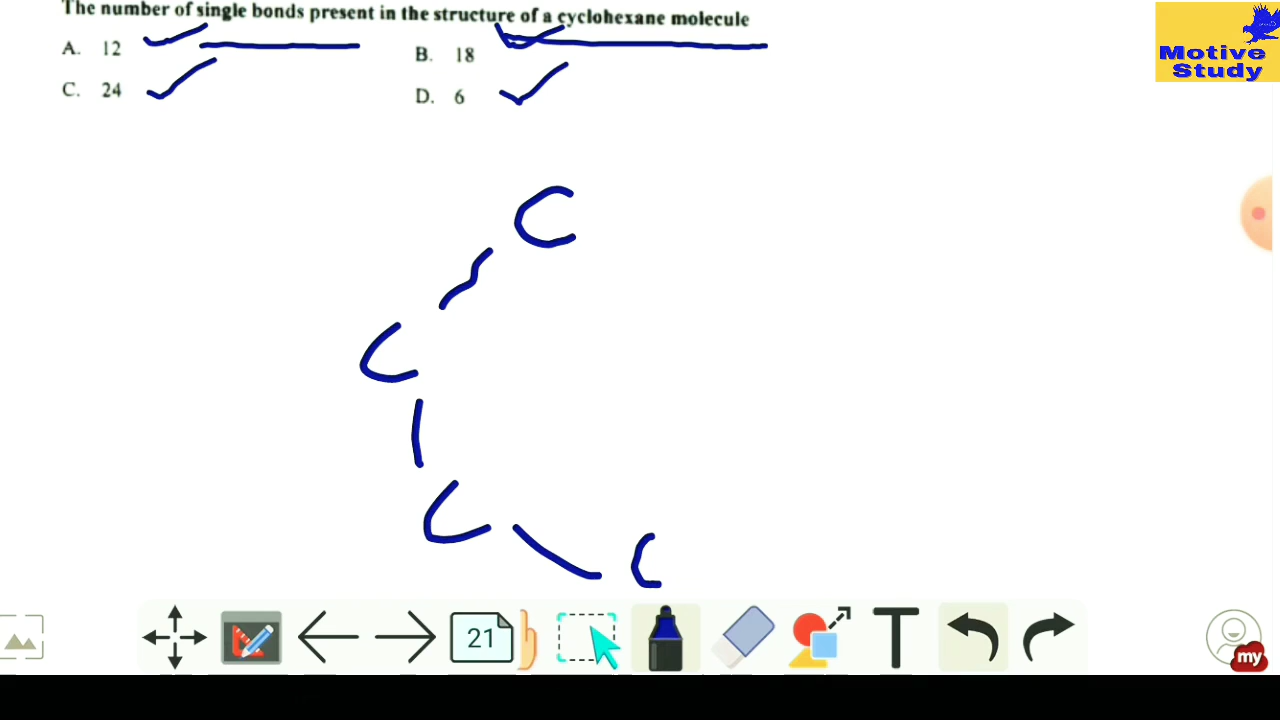 The number of single bonds present in the structure of a cyclohexane molecule
A. 12
B. 18
C. 24
D. 6
Motive
Study
C
C
C
C
21
T
my